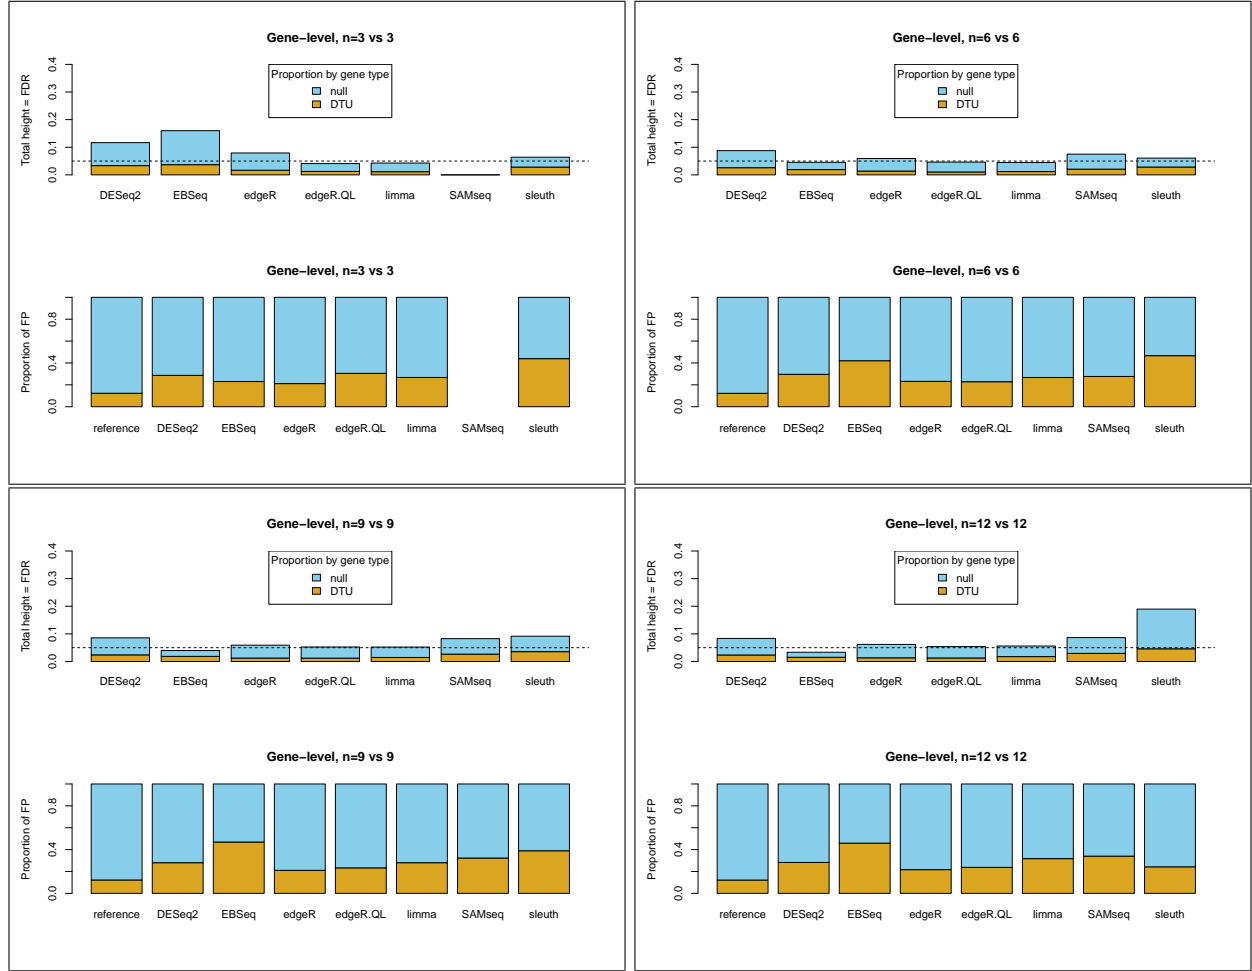 Gene−level, n=3 vs 3
Total height = FDR
0.0 0.1 0.2 0.3 0.4
Proportion by gene type
null
DTU
DESeq2 EBSeq edgeR edgeR.QL limma SAMseq sleuth
Gene−level, n=3 vs 3
Proportion of FP
0.0 0.4 0.8
reference DESeq2 EBSeq edgeR edgeR.QL limma SAMseq sleuth
Gene−level, n=6 vs 6
Total height = FDR
0.0 0.1 0.2 0.3 0.4
Proportion by gene type
null
DTU
DESeq2 EBSeq edgeR edgeR.QL limma SAMseq sleuth
Gene−level, n=6 vs 6
Proportion of FP
0.0 0.4 0.8
reference DESeq2 EBSeq edgeR edgeR.QL limma SAMseq sleuth
Gene−level, n=9 vs 9
Total height = FDR
0.0 0.1 0.2 0.3 0.4
Proportion by gene type
null
DTU
DESeq2 EBSeq edgeR edgeR.QL limma SAMseq sleuth
Gene−level, n=9 vs 9
Proportion of FP
0.0 0.4 0.8
reference DESeq2 EBSeq edgeR edgeR.QL limma SAMseq sleuth
Gene−level, n=12 vs 12
Total height = FDR
0.0 0.1 0.2 0.3 0.4
Proportion by gene type
null
DTU
DESeq2 EBSeq edgeR edgeR.QL limma SAMseq sleuth
Gene−level, n=12 vs 12
Proportion of FP
0.0 0.4 0.8
reference DESeq2 EBSeq edgeR edgeR.QL limma SAMseq sleuth